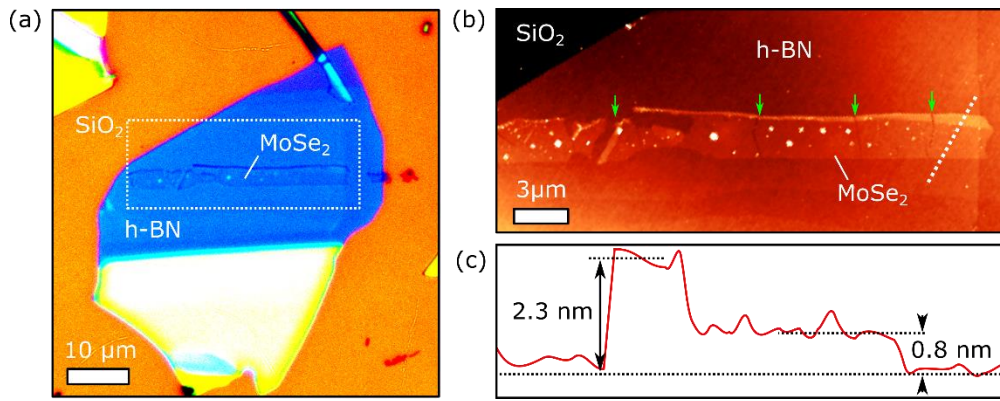 (a)
SiO₂
MoSe₂
h-BN
10 µm
(b)
SiO₂
h-BN
MoSe₂
3µm
(c)
2.3 nm
0.8 nm